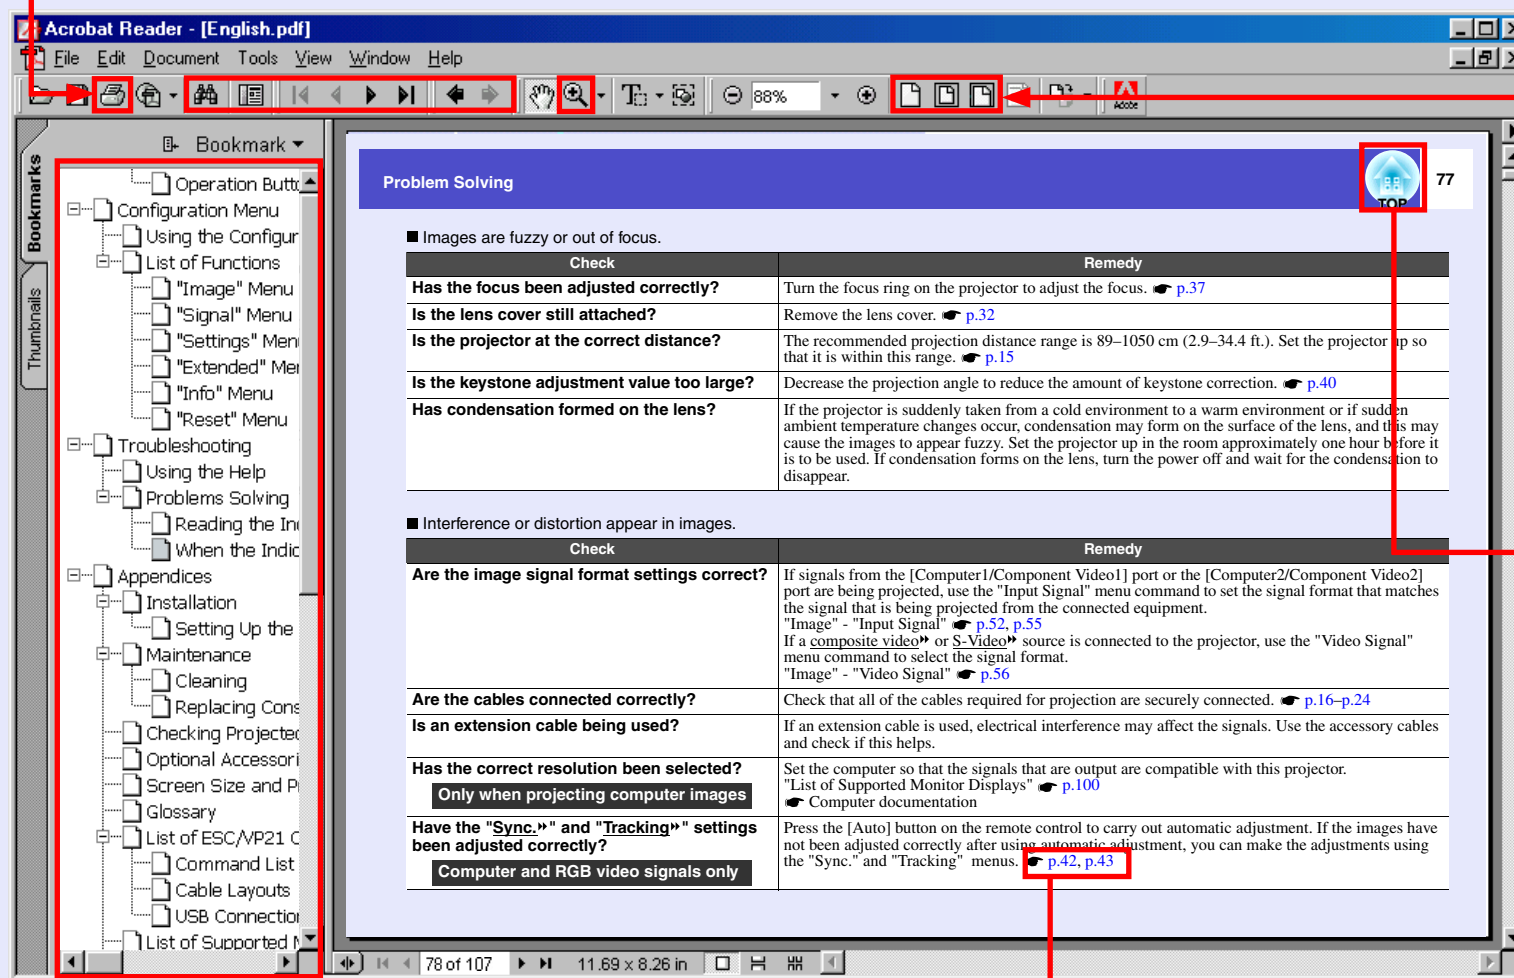 Acrobat Reader - [English.pdf]
File Edit Document Tools View Window Help
88%
Adobe
Bookmarks
Thumbnails
Bookmark
Operation Butto
Configuration Menu
Using the Configur
List of Functions
"Image" Menu
"Signal" Menu
"Settings" Men
"Extended" Mer
"Info" Menu
"Reset" Menu
Troubleshooting
Using the Help
Problems Solving
Reading the In
When the Indic
Appendices
Installation
Setting Up the
Maintenance
Cleaning
Replacing Cons
Checking Projected
Optional Accessori
Screen Size and P
Glossary
List of ESC/VP21 C
Command List
Cable Layouts
USB Connection
List of Supported M
Problem Solving
TOP
77
■ Images are fuzzy or out of focus.
Check Remedy
Has the focus been adjusted correctly? Turn the focus ring on the projector to adjust the focus. ☛ p.37
Is the lens cover still attached? Remove the lens cover. ☛ p.32
Is the projector at the correct distance? The recommended projection distance range is 89–1050 cm (2.9–34.4 ft.). Set the projector up so
that it is within this range. ☛ p.15
Is the keystone adjustment value too large? Decrease the projection angle to reduce the amount of keystone correction. ☛ p.40
Has condensation formed on the lens? If the projector is suddenly taken from a cold environment to a warm environment or if sudden
ambient temperature changes occur, condensation may form on the surface of the lens, and this may
cause the images to appear fuzzy. Set the projector up in the room approximately one hour before it
is to be used. If condensation forms on the lens, turn the power off and wait for the condensation to
disappear.
■ Interference or distortion appear in images.
Check Remedy
Are the image signal format settings correct? If signals from the [Computer1/Component Video1] port or the [Computer2/Component Video2]
port are being projected, use the "Input Signal" menu command to set the signal format that matches
the signal that is being projected from the connected equipment.
"Image" - "Input Signal" ☛ p.52, p.55
If a composite video or S-Video source is connected to the projector, use the "Video Signal"
menu command to select the signal format.
"Image" - "Video Signal" ☛ p.56
Are the cables connected correctly? Check that all of the cables required for projection are securely connected. ☛ p.16–p.24
Is an extension cable being used? If an extension cable is used, electrical interference may affect the signals. Use the accessory cables
and check if this helps.
Has the correct resolution been selected? Set the computer so that the signals that are output are compatible with this projector.
Only when projecting computer images "List of Supported Monitor Displays" ☛ p.100
☛ Computer documentation
Have the "Sync." and "Tracking" settings Press the [Auto] button on the remote control to carry out automatic adjustment. If the images have
been adjusted correctly? not been adjusted correctly after using automatic adjustment, you can make the adjustments using
Computer and RGB video signals only the "Sync." and "Tracking" menus. ☛ p.42, p.43
78 of 107 11.69 x 8.26 in